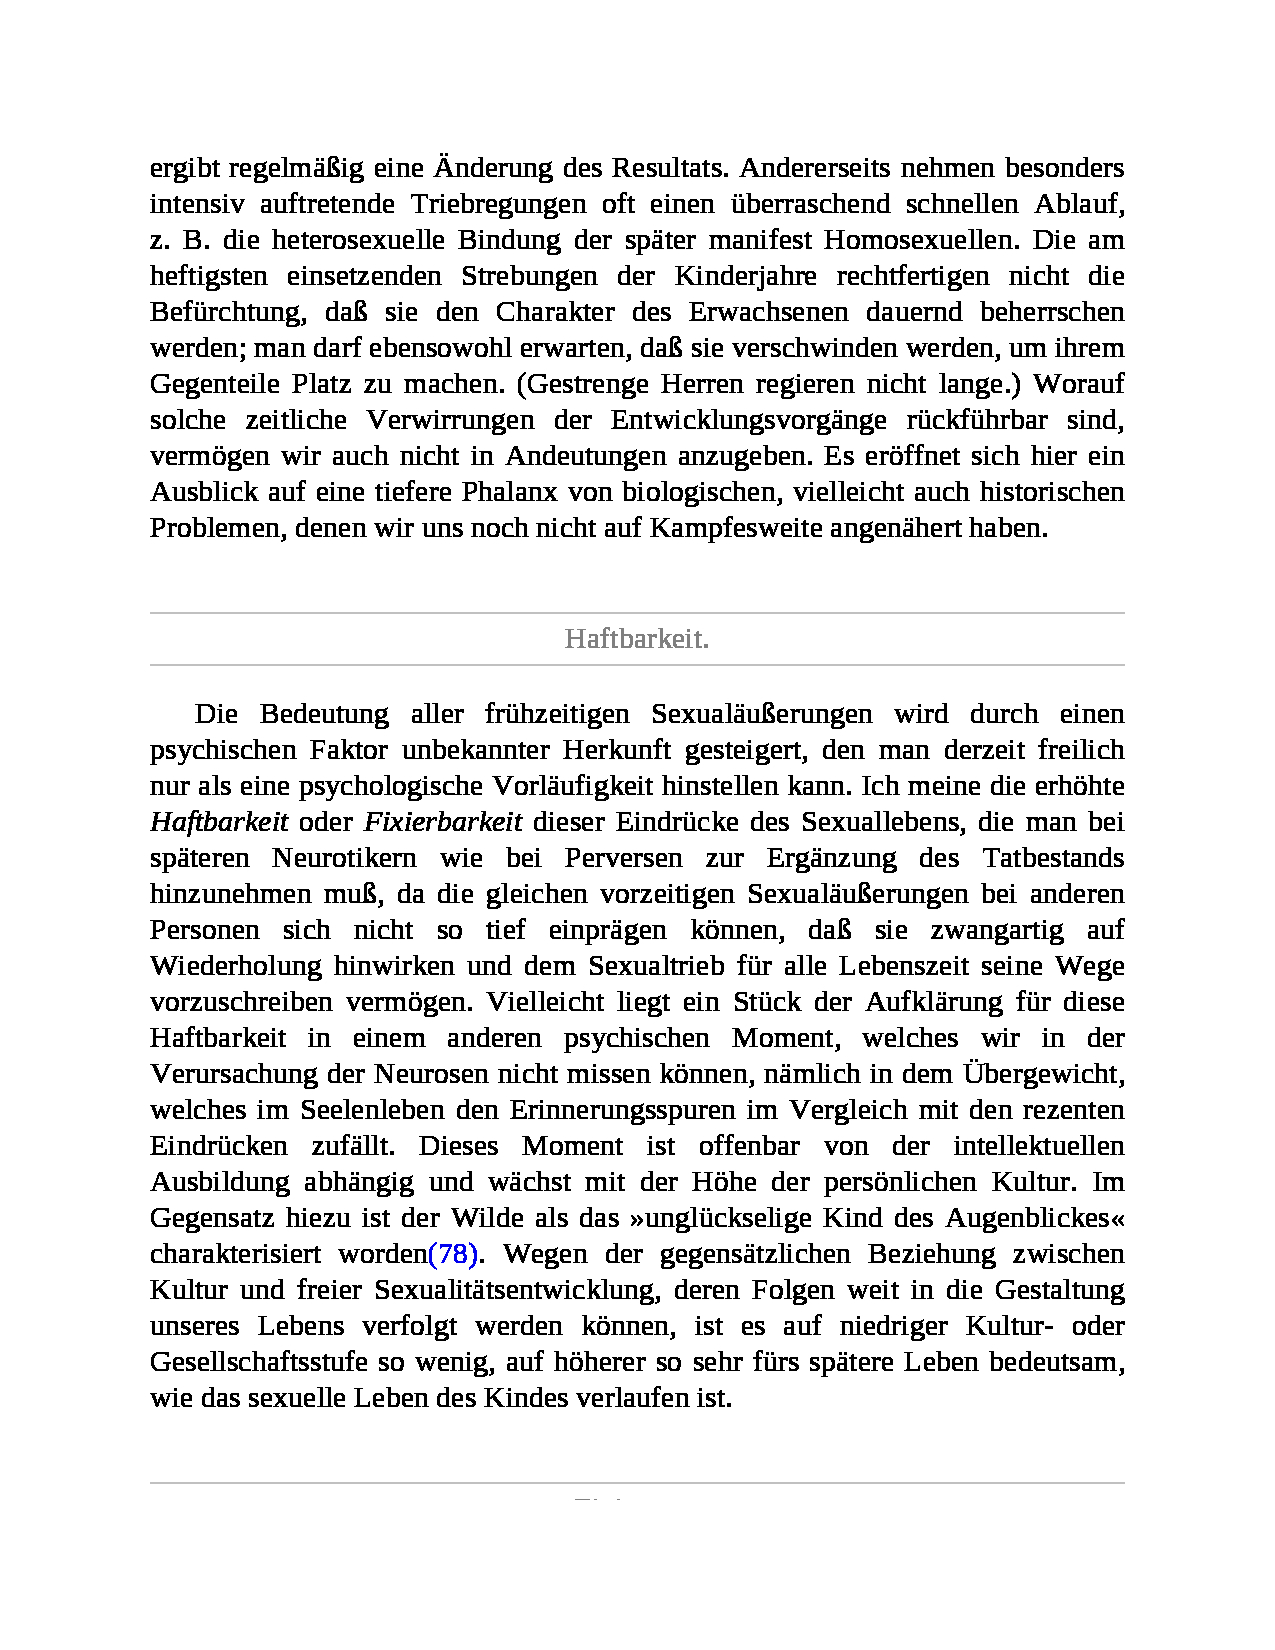 ergibt regelmäßig eine Änderung des Resultats. Andererseits nehmen besonders
intensiv auftretende Triebregungen oft einen überraschend schnellen Ablauf,
z. B. die heterosexuelle Bindung der später manifest Homosexuellen. Die am
heftigsten einsetzenden Strebungen der Kinderjahre rechtfertigen nicht die
Befürchtung, daß sie den Charakter des Erwachsenen dauernd beherrschen
werden; man darf ebensowohl erwarten, daß sie verschwinden werden, um ihrem
Gegenteile Platz zu machen. (Gestrenge Herren regieren nicht lange.) Worauf
solche zeitliche Verwirrungen der Entwicklungsvorgänge rückführbar sind,
vermögen wir auch nicht in Andeutungen anzugeben. Es eröffnet sich hier ein
Ausblick auf eine tiefere Phalanx von biologischen, vielleicht auch historischen
Problemen, denen wir uns noch nicht auf Kampfesweite angenähert haben.
Haftbarkeit.
Die Bedeutung aller frühzeitigen Sexualäußerungen wird durch einen
psychischen Faktor unbekannter Herkunft gesteigert, den man derzeit freilich
nur als eine psychologische Vorläufigkeit hinstellen kann. Ich meine die erhöhte
Haftbarkeit oder Fixierbarkeit dieser Eindrücke des Sexuallebens, die man bei
späteren Neurotikern wie bei Perversen zur Ergänzung des Tatbestands
hinzunehmen muß, da die gleichen vorzeitigen Sexualäußerungen bei anderen
Personen sich nicht so tief einprägen können, daß sie zwangartig auf
Wiederholung hinwirken und dem Sexualtrieb für alle Lebenszeit seine Wege
vorzuschreiben vermögen. Vielleicht liegt ein Stück der Aufklärung für diese
Haftbarkeit in einem anderen psychischen Moment, welches wir in der
Verursachung der Neurosen nicht missen können, nämlich in dem Übergewicht,
welches im Seelenleben den Erinnerungsspuren im Vergleich mit den rezenten
Eindrücken zufällt. Dieses Moment ist offenbar von der intellektuellen
Ausbildung abhängig und wächst mit der Höhe der persönlichen Kultur. Im
Gegensatz hiezu ist der Wilde als das »unglückselige Kind des Augenblickes«
charakterisiert worden(78). Wegen der gegensätzlichen Beziehung zwischen
Kultur und freier Sexualitätsentwicklung, deren Folgen weit in die Gestaltung
unseres Lebens verfolgt werden können, ist es auf niedriger Kultur- oder
Gesellschaftsstufe so wenig, auf höherer so sehr fürs spätere Leben bedeutsam,
wie das sexuelle Leben des Kindes verlaufen ist.